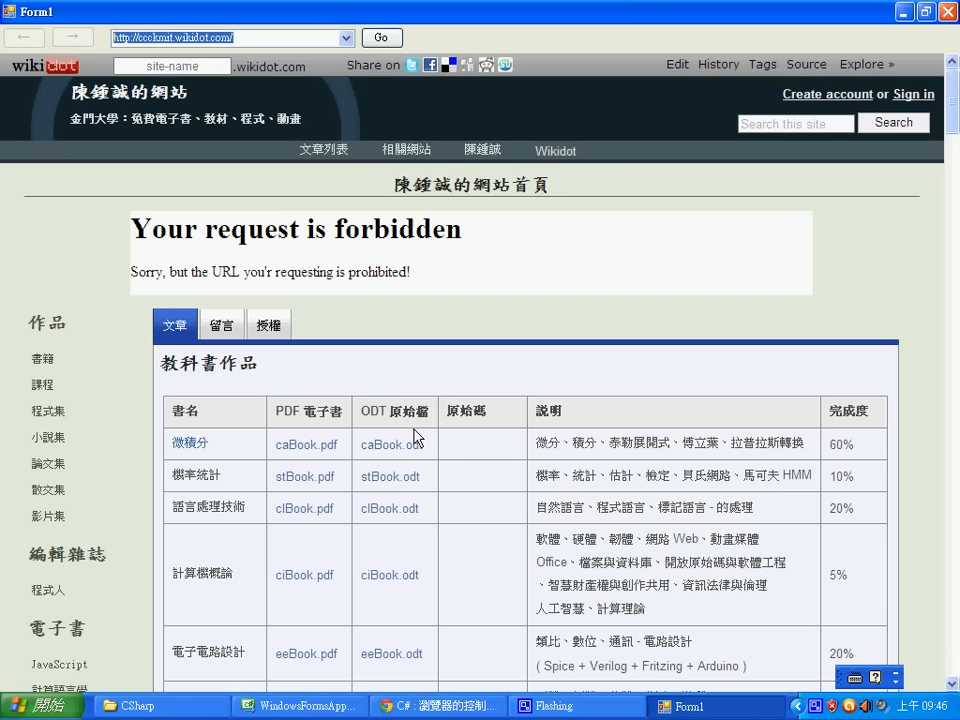 Form1
http://ccckmit.wikidot.com/
Go
wikidot site-name .wikidot.com Share on Edit History Tags Source Explore »
陳鍾誠的網站
Create account or Sign in
金門大學：免費電子書、教材、程式、動畫
Search this site Search
文章列表 相關網站 陳鍾誠 Wikidot
陳鍾誠的網站首頁
Your request is forbidden
Sorry, but the URL you'r requesting is prohibited!
作品
書籍
課程
程式集
小說集
論文集
散文集
影片集
編輯雜誌
程式人
電子書
JavaScript
計算語言學
文章 留言 授權
教科書作品
書名 PDF 電子書 ODT 原始檔 原始碼 説明 完成度
微積分 caBook.pdf caBook.odt 微分、積分、泰勒展開式、傅立葉、拉普拉斯轉換 60%
機率統計 stBook.pdf stBook.odt 機率、統計、估計、檢定、貝氏網路、馬可夫 HMM 10%
語言處理技術 clBook.pdf clBook.odt 自然語言、程式語言、標記語言 - 的處理 20%
計算機概論 ciBook.pdf ciBook.odt 軟體、硬體、韌體、網路 Web、動畫媒體 5%
Office、檔案與資料庫、開放原始碼與軟體工程
、智慧財產權與創作共用、資訊法律與倫理
人工智慧、計算理論
電子電路設計 eeBook.pdf eeBook.odt 類比、數位、通訊 - 電路設計 20%
( Spice + Verilog + Fritzing + Arduino )
開始 CSharp WindowsFormsApp... C#：瀏覽器的控制... Flashing Form1 上午 09:46